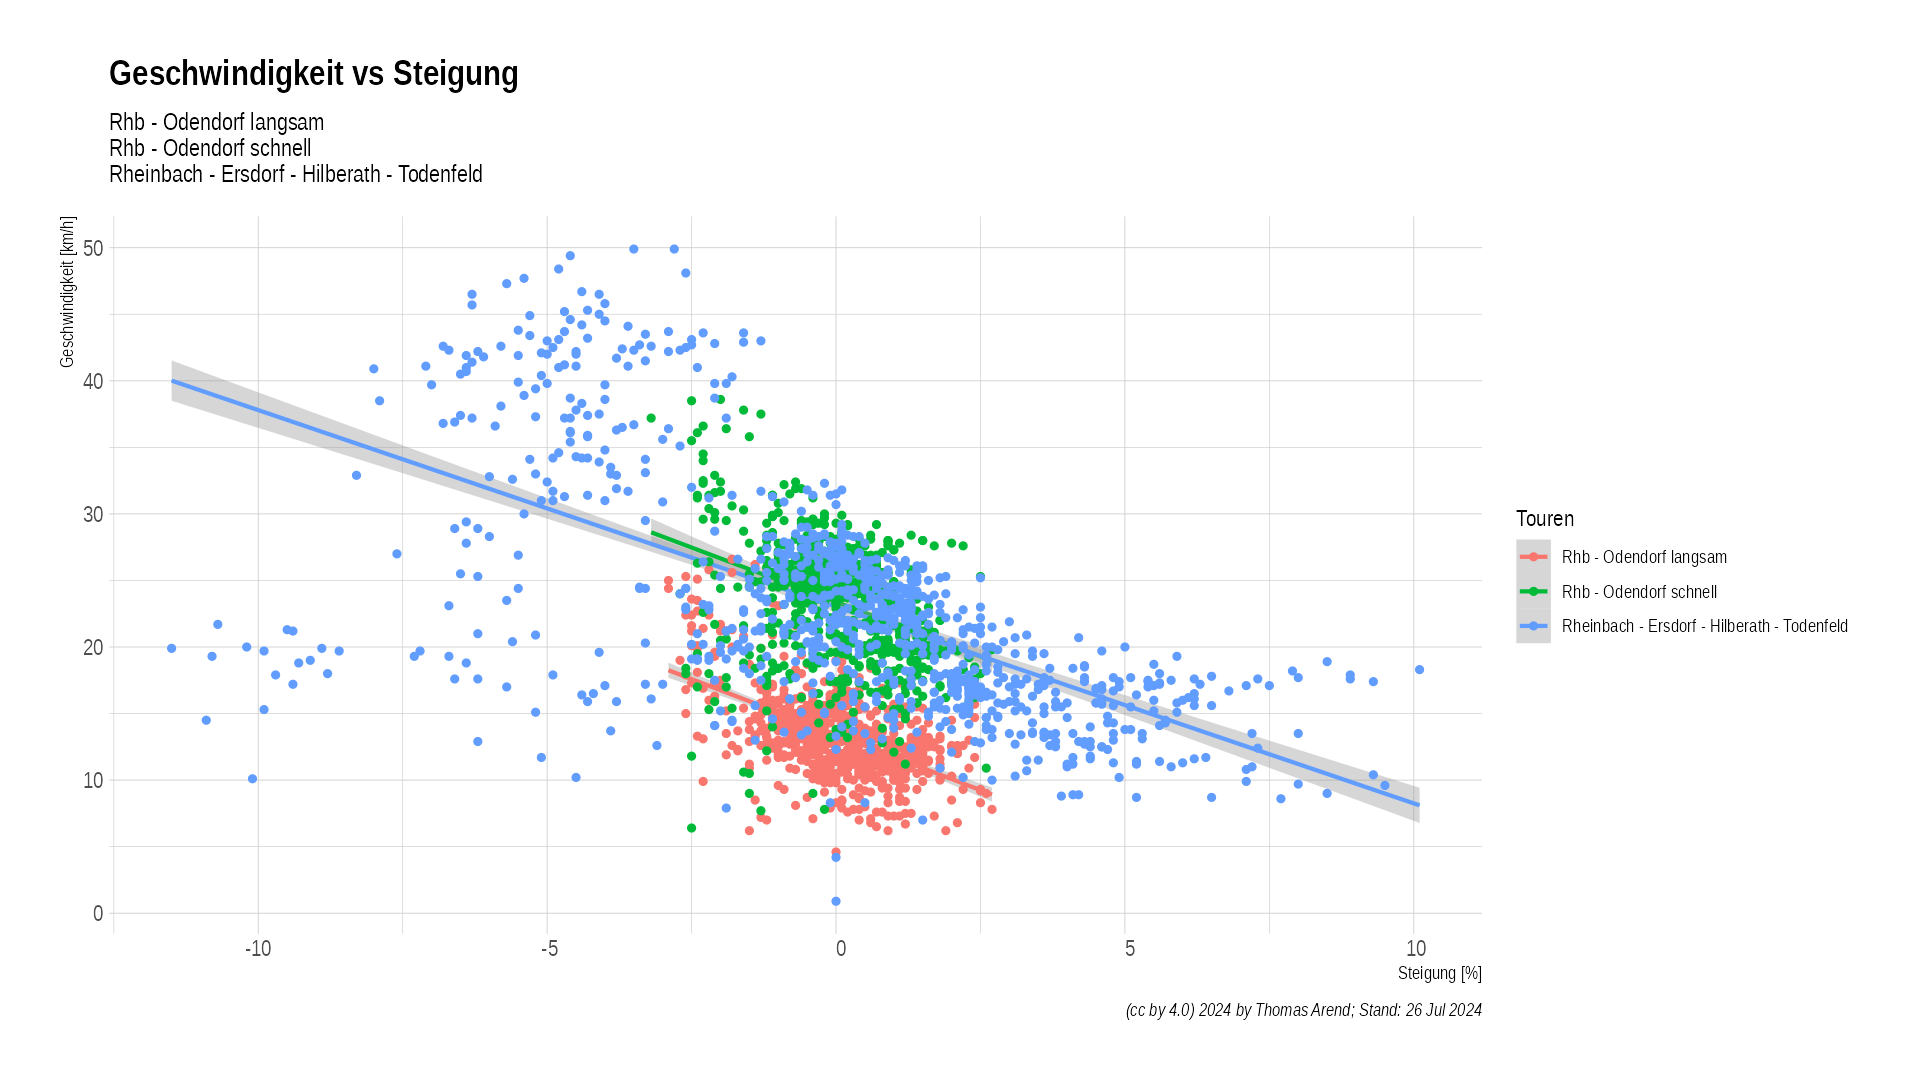 Geschwindigkeit vs Steigung
Rhb - Odendorf langsam
Rhb - Odendorf schnell
Rheinbach - Ersdorf - Hilberath - Todenfeld
Geschwindigkeit [km/h]
50
40
30
20
10
0
-10
-5
0
5
10
Steigung [%]
Touren
Rhb - Odendorf langsam
Rhb - Odendorf schnell
Rheinbach - Ersdorf - Hilberath - Todenfeld
(cc by 4.0) 2024 by Thomas Arend; Stand: 26 Jul 2024